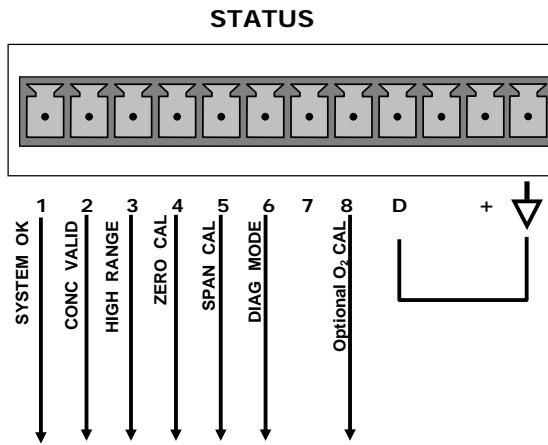 STATUS
1 2 3 4 5 6 7 8 D +
SYSTEM OK
CONC VALID
HIGH RANGE
ZERO CAL
SPAN CAL
DIAG MODE
Optional O₂ CAL